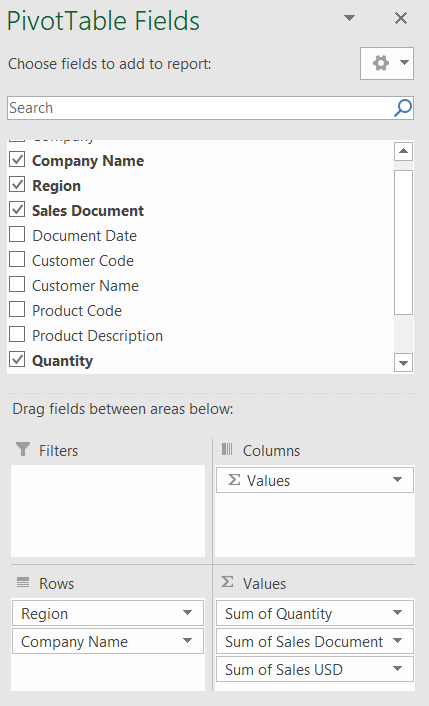 PivotTable Fields
Choose fields to add to report:
Search
Company
Company Name
Region
Sales Document
Document Date
Customer Code
Customer Name
Product Code
Product Description
Quantity
Drag fields between areas below:
Filters
Columns
Σ Values
Rows
Σ Values
Region
Company Name
Sum of Quantity
Sum of Sales Document
Sum of Sales USD